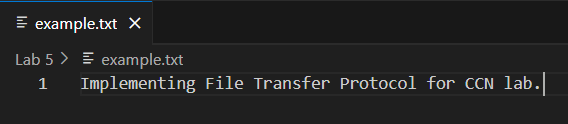 example.txt
Lab 5 > example.txt
1 Implementing File Transfer Protocol for CCN lab.